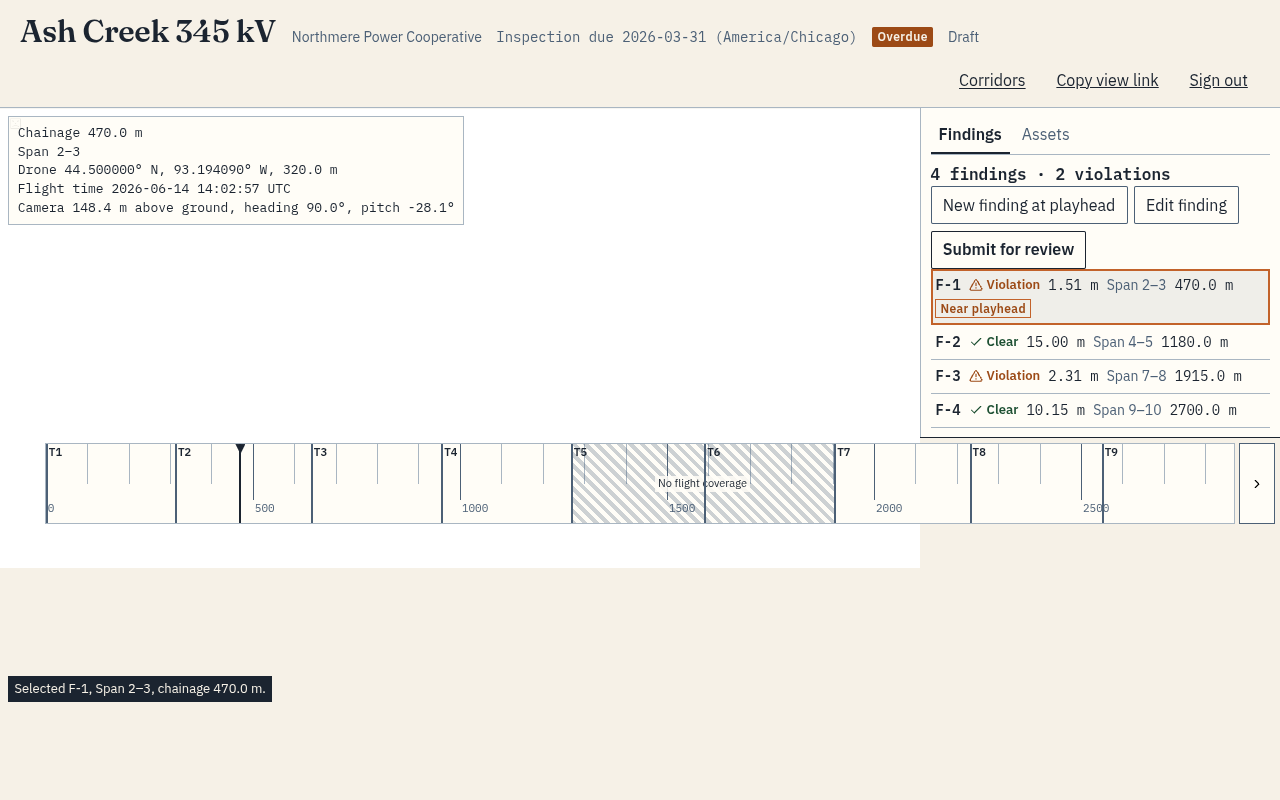 Ash Creek 345 kV Northmere Power Cooperative Inspection due 2026-03-31 (America/Chicago) Overdue Draft
Corridors Copy view link Sign out
Chainage 470.0 m
Span 2–3
Drone 44.500000° N, 93.194090° W, 320.0 m
Flight time 2026-06-14 14:02:57 UTC
Camera 148.4 m above ground, heading 90.0°, pitch -28.1°
Findings Assets
4 findings · 2 violations
New finding at playhead Edit finding
Submit for review
F-1 Violation 1.51 m Span 2–3 470.0 m
Near playhead
F-2 Clear 15.00 m Span 4–5 1180.0 m
F-3 Violation 2.31 m Span 7–8 1915.0 m
F-4 Clear 10.15 m Span 9–10 2700.0 m
T1 T2 T3 T4 T5 T6 T7 T8 T9
No flight coverage
0 500 1000 1500 2000 2500
Selected F-1, Span 2–3, chainage 470.0 m.